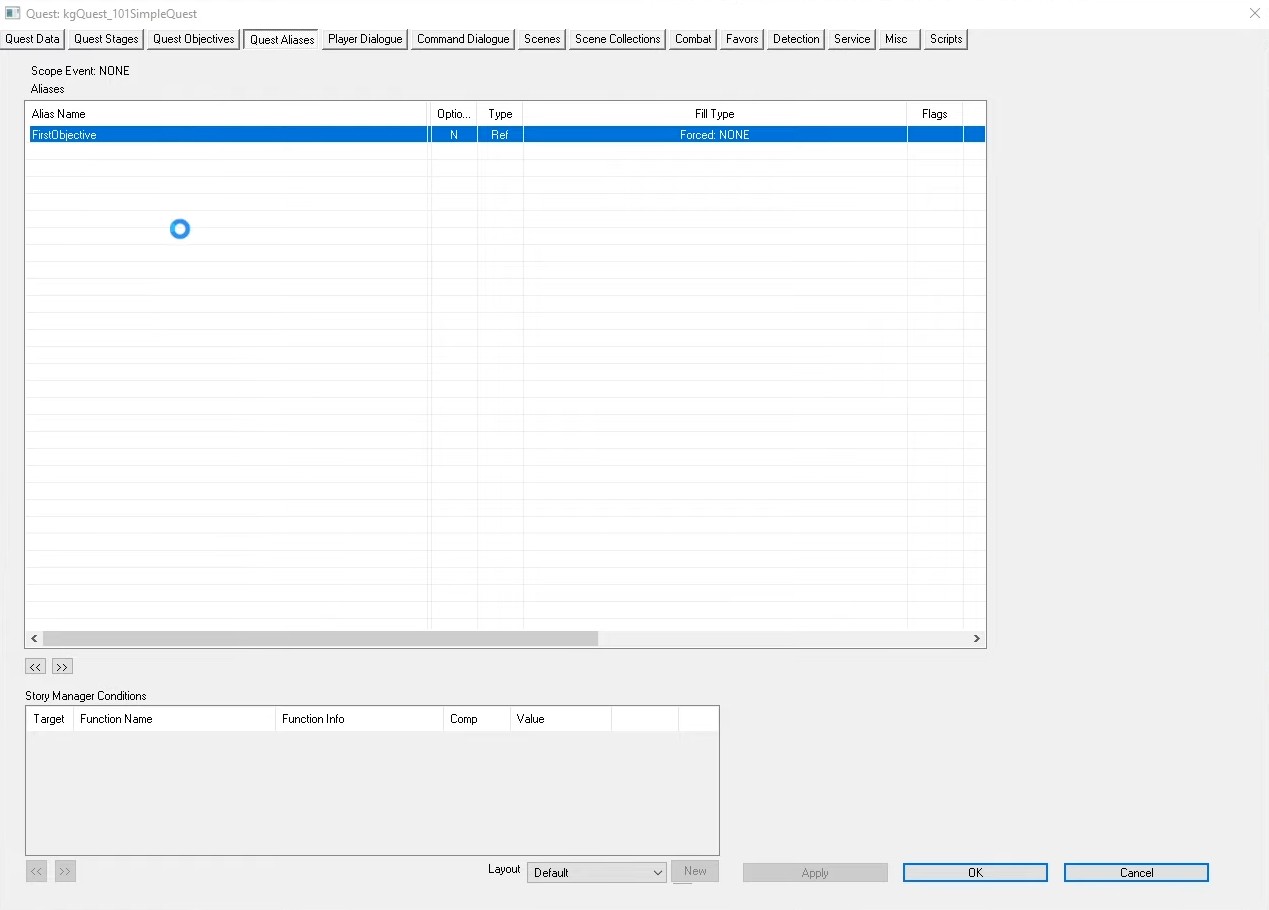 Quest: kgQuest_101SimpleQuest
Quest Data Quest Stages Quest Objectives Quest Aliases Player Dialogue Command Dialogue Scenes Scene Collections Combat Favors Detection Service Misc Scripts
Scope Event: NONE
Aliases
Alias Name Optio... Type Fill Type Flags
FirstObjective N Ref Forced: NONE
<< >>
Story Manager Conditions
Target Function Name Function Info Comp Value
<< >> Layout Default New Apply OK Cancel